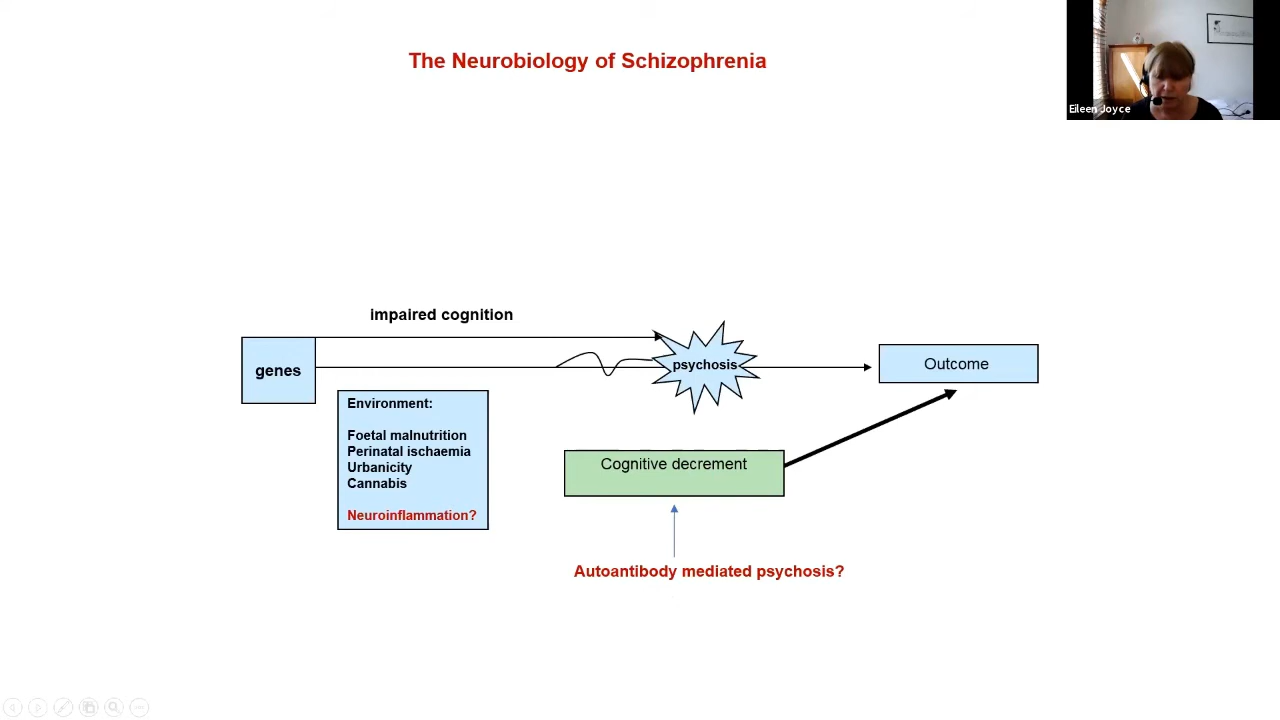 The Neurobiology of Schizophrenia
Eileen Joyce
impaired cognition
genes
psychosis
Outcome
Environment:
Foetal malnutrition
Perinatal ischaemia
Urbanicity
Cannabis
Neuroinflammation?
Cognitive decrement
Autoantibody mediated psychosis?